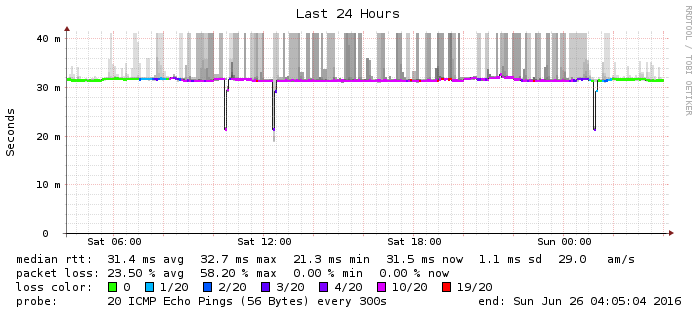 Last 24 Hours
RRDTOOL / TOBI OETIKER
Seconds
40 m
30 m
20 m
10 m
0
Sat 06:00 Sat 12:00 Sat 18:00 Sun 00:00
median rtt: 31.4 ms avg 32.7 ms max 21.3 ms min 31.5 ms now 1.1 ms sd 29.0 am/s
packet loss: 23.50 % avg 58.20 % max 0.00 % min 0.00 % now
loss color: 0 1/20 2/20 3/20 4/20 10/20 19/20
probe: 20 ICMP Echo Pings (56 Bytes) every 300s end: Sun Jun 26 04:05:04 2016